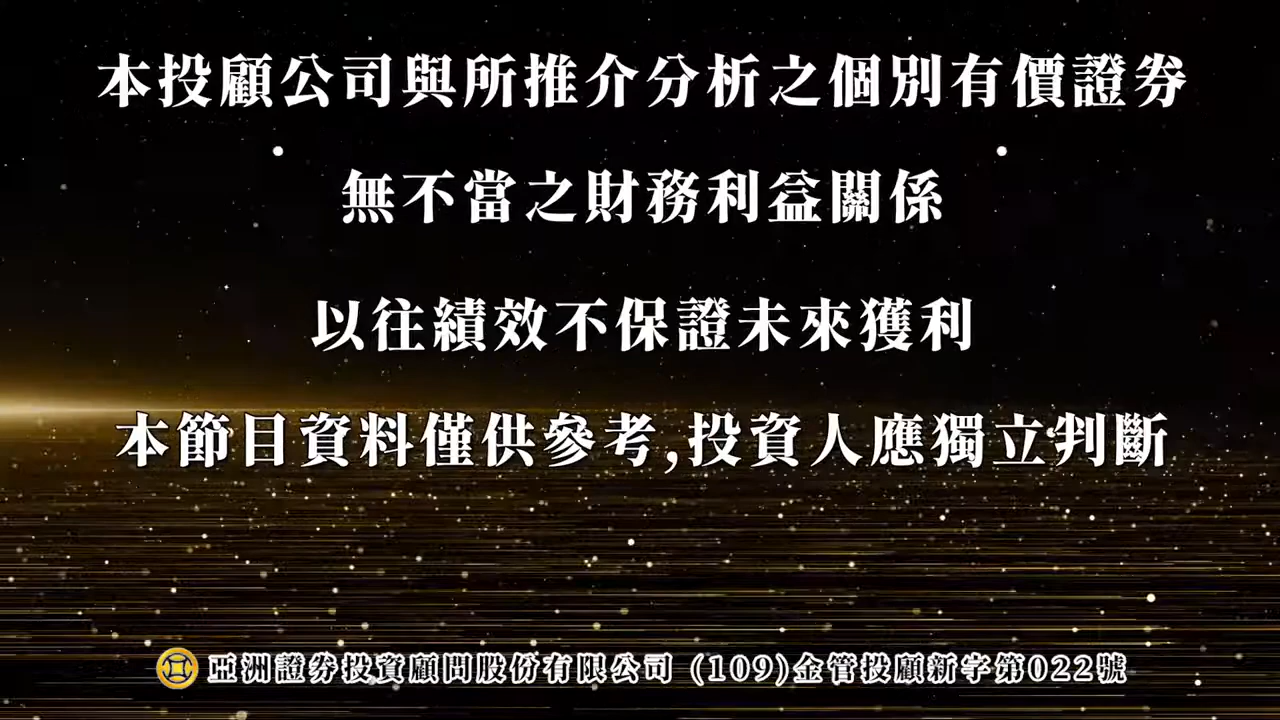 本投顧公司與所推介分析之個別有價證券
無不當之財務利益關係
以往績效不保證未來獲利
本節目資料僅供參考,投資人應獨立判斷
亞洲證券投資顧問股份有限公司 (109)金管投顧新字第022號